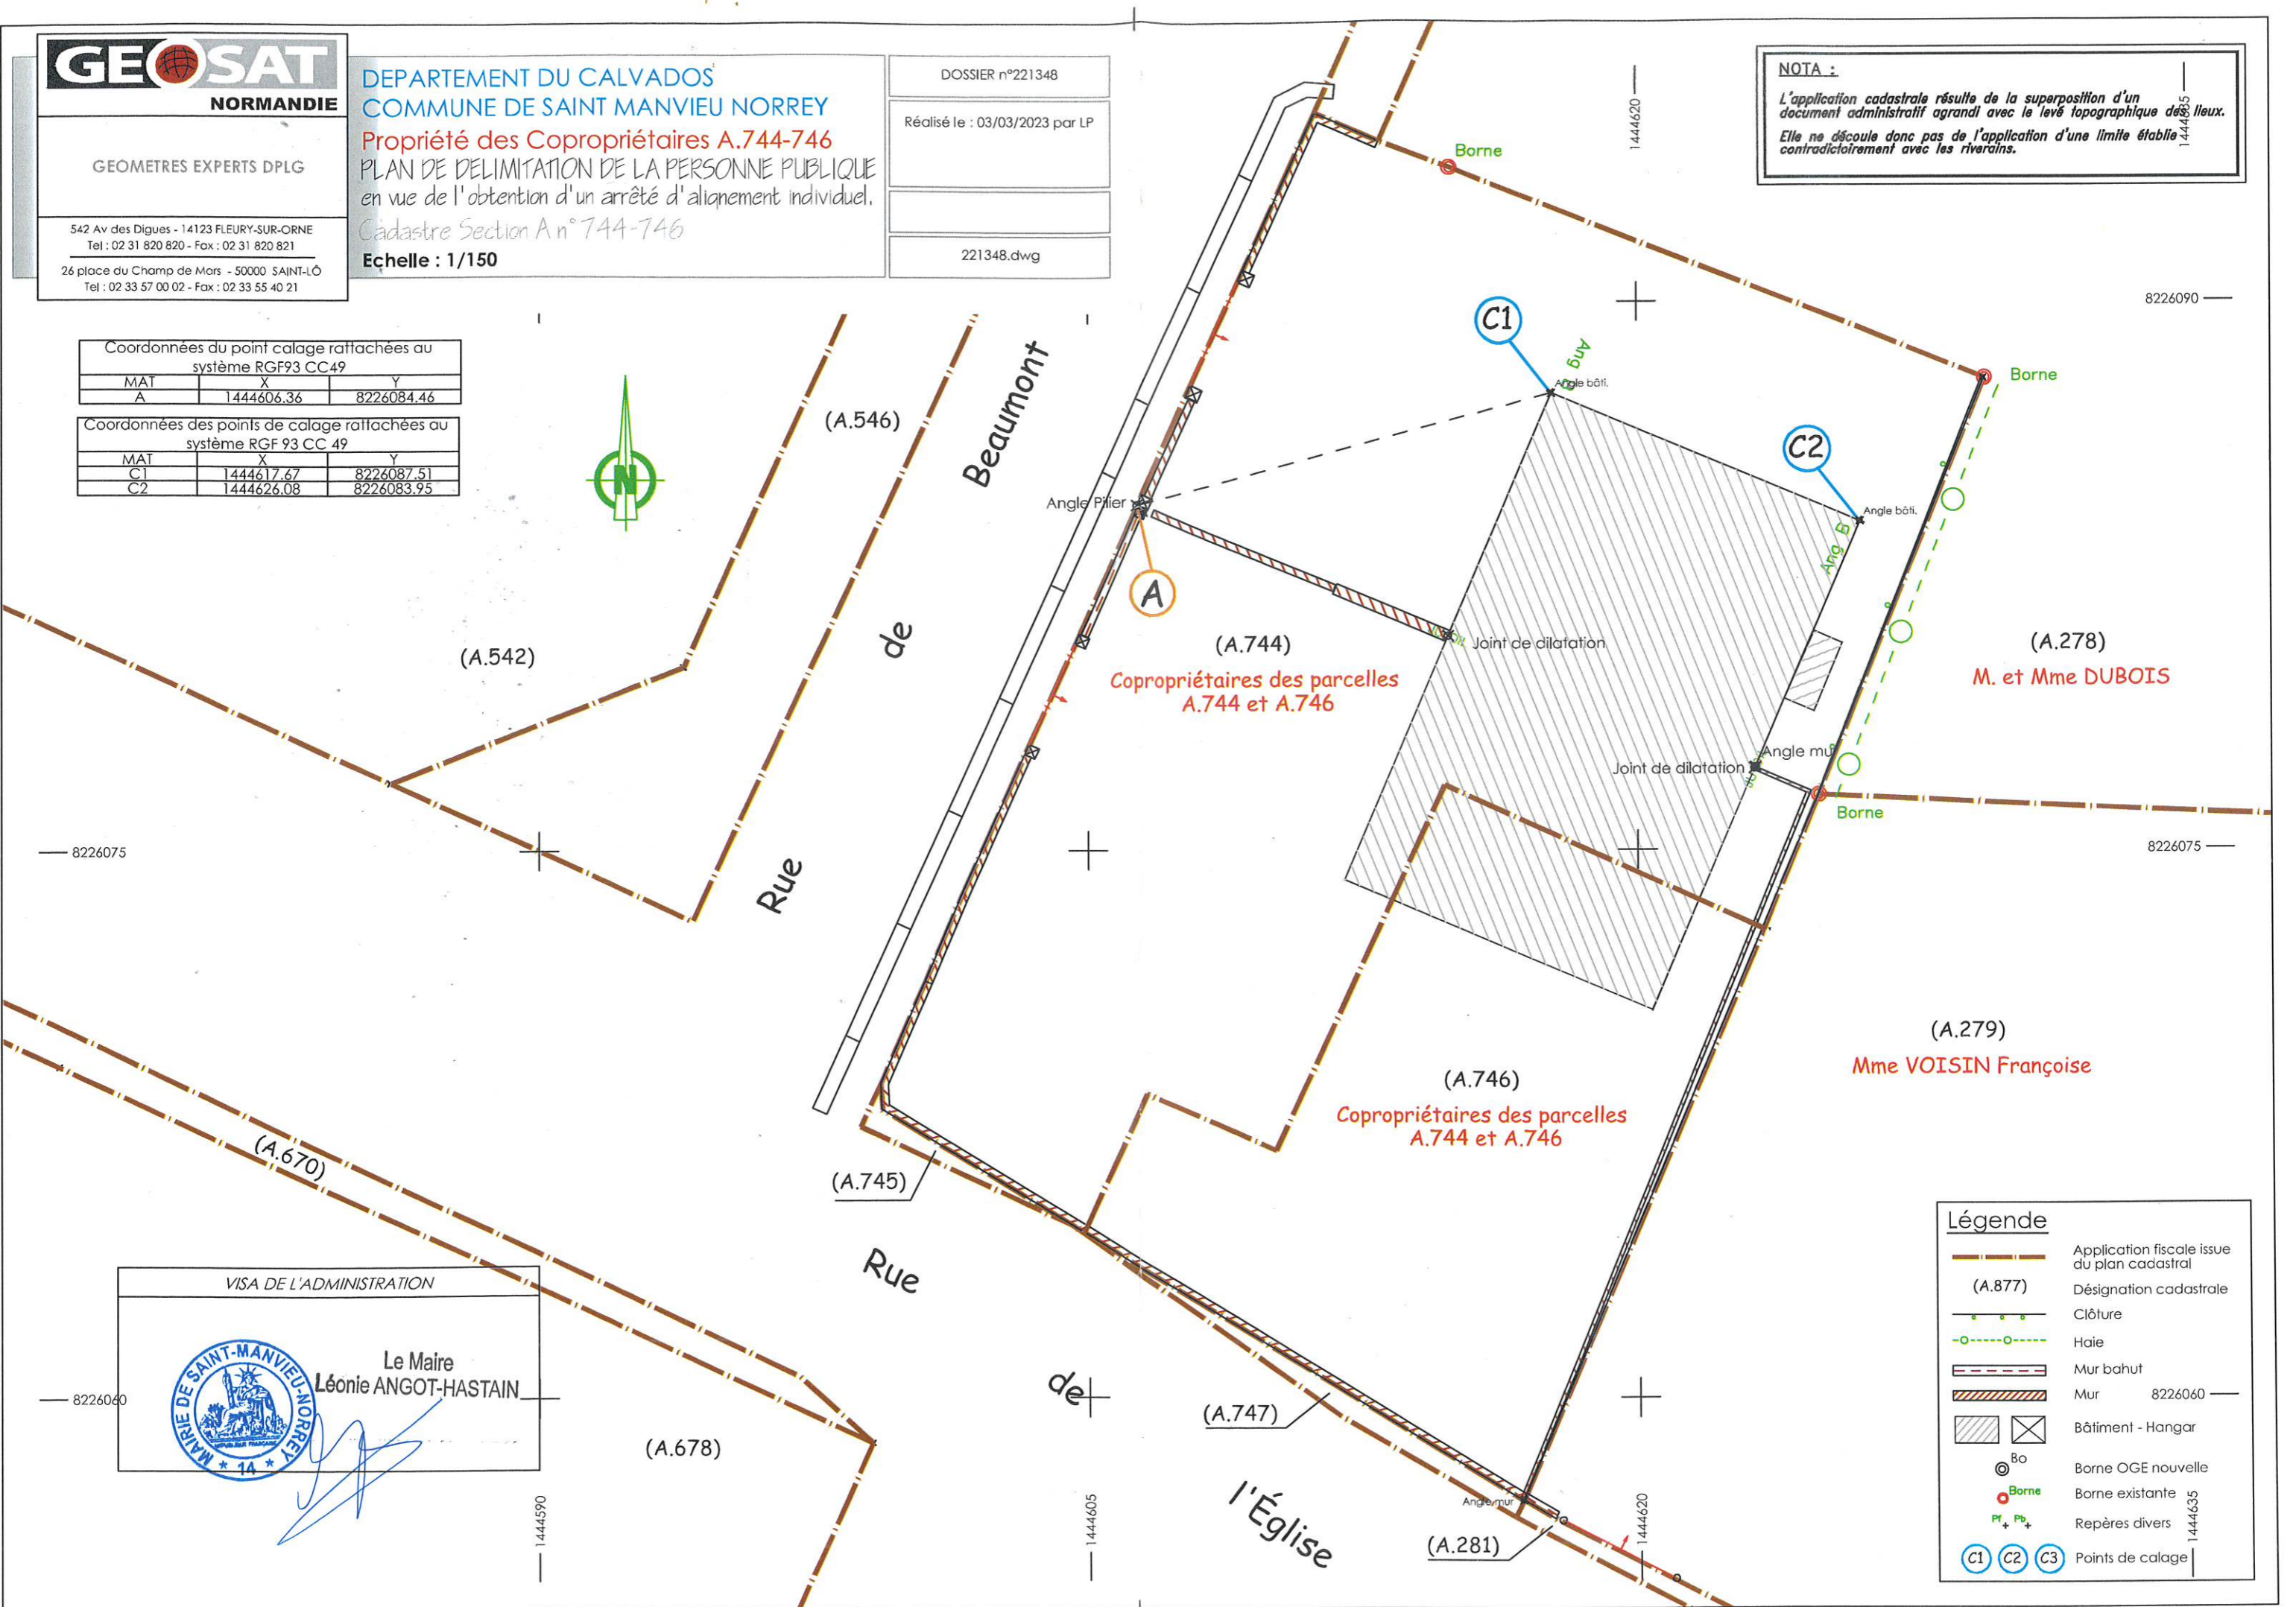 GEOSAT
NORMANDIE
GEOMETRES EXPERTS DPLG
542 Av des Digues - 14123 FLEURY-SUR-ORNE
Tel : 02 31 820 820 - Fax : 02 31 820 821
26 place du Champ de Mars - 50000 SAINT-LÔ
Tel : 02 33 57 00 02 - Fax : 02 33 55 40 21
DEPARTEMENT DU CALVADOS
COMMUNE DE SAINT MANVIEU NORREY
Propriété des Copropriétaires A.744-746
PLAN DE DELIMITATION DE LA PERSONNE PUBLIQUE
en vue de l'obtention d'un arrêté d'alignement individuel.
Cadastre Section A n°744-746
Echelle : 1/150
DOSSIER n°221348
Réalisé le : 03/03/2023 par LP
221348.dwg
NOTA :
L'application cadastrale résulte de la superposition d'un
document administratif agrandi avec le levé topographique des lieux.
Elle ne découle donc pas de l'application d'une limite établie
contradictoirement avec les riverains.
1444620
1444635
8226090
Coordonnées du point calage rattachées au
système RGF93 CC49
MAT X Y
A 1444606.36 8226084.46
Coordonnées des points de calage rattachées au
système RGF 93 CC 49
MAT X Y
C1 1444617.67 8226087.51
C2 1444626.08 8226083.95
N
Borne
C1
Ang B
Angle bâti.
Borne
C2
Angle bâti.
Ang B
(A.546)
Rue de Beaumont
Angle Pilier
A
(A.542)
(A.744)
Copropriétaires des parcelles
A.744 et A.746
Joint de dilatation
(A.278)
M. et Mme DUBOIS
Angle mur
Joint de dilatation
Borne
8226075
8226075
(A.279)
Mme VOISIN Françoise
(A.746)
Copropriétaires des parcelles
A.744 et A.746
(A.670)
(A.745)
Rue de l'Église
(A.747)
(A.678)
Angle mur
(A.281)
VISA DE L'ADMINISTRATION
MAIRIE DE SAINT-MANVIEU-NORREY
* 14 *
Le Maire
Léonie ANGOT-HASTAIN
8226060
1444590
1444605
1444620
Légende
Application fiscale issue
du plan cadastral
(A.877) Désignation cadastrale
Clôture
Haie
Mur bahut
Mur
8226060
Bâtiment - Hangar
Bo Borne OGE nouvelle
Borne Borne existante
Pf Pb Repères divers
C1 C2 C3 Points de calage
1444635